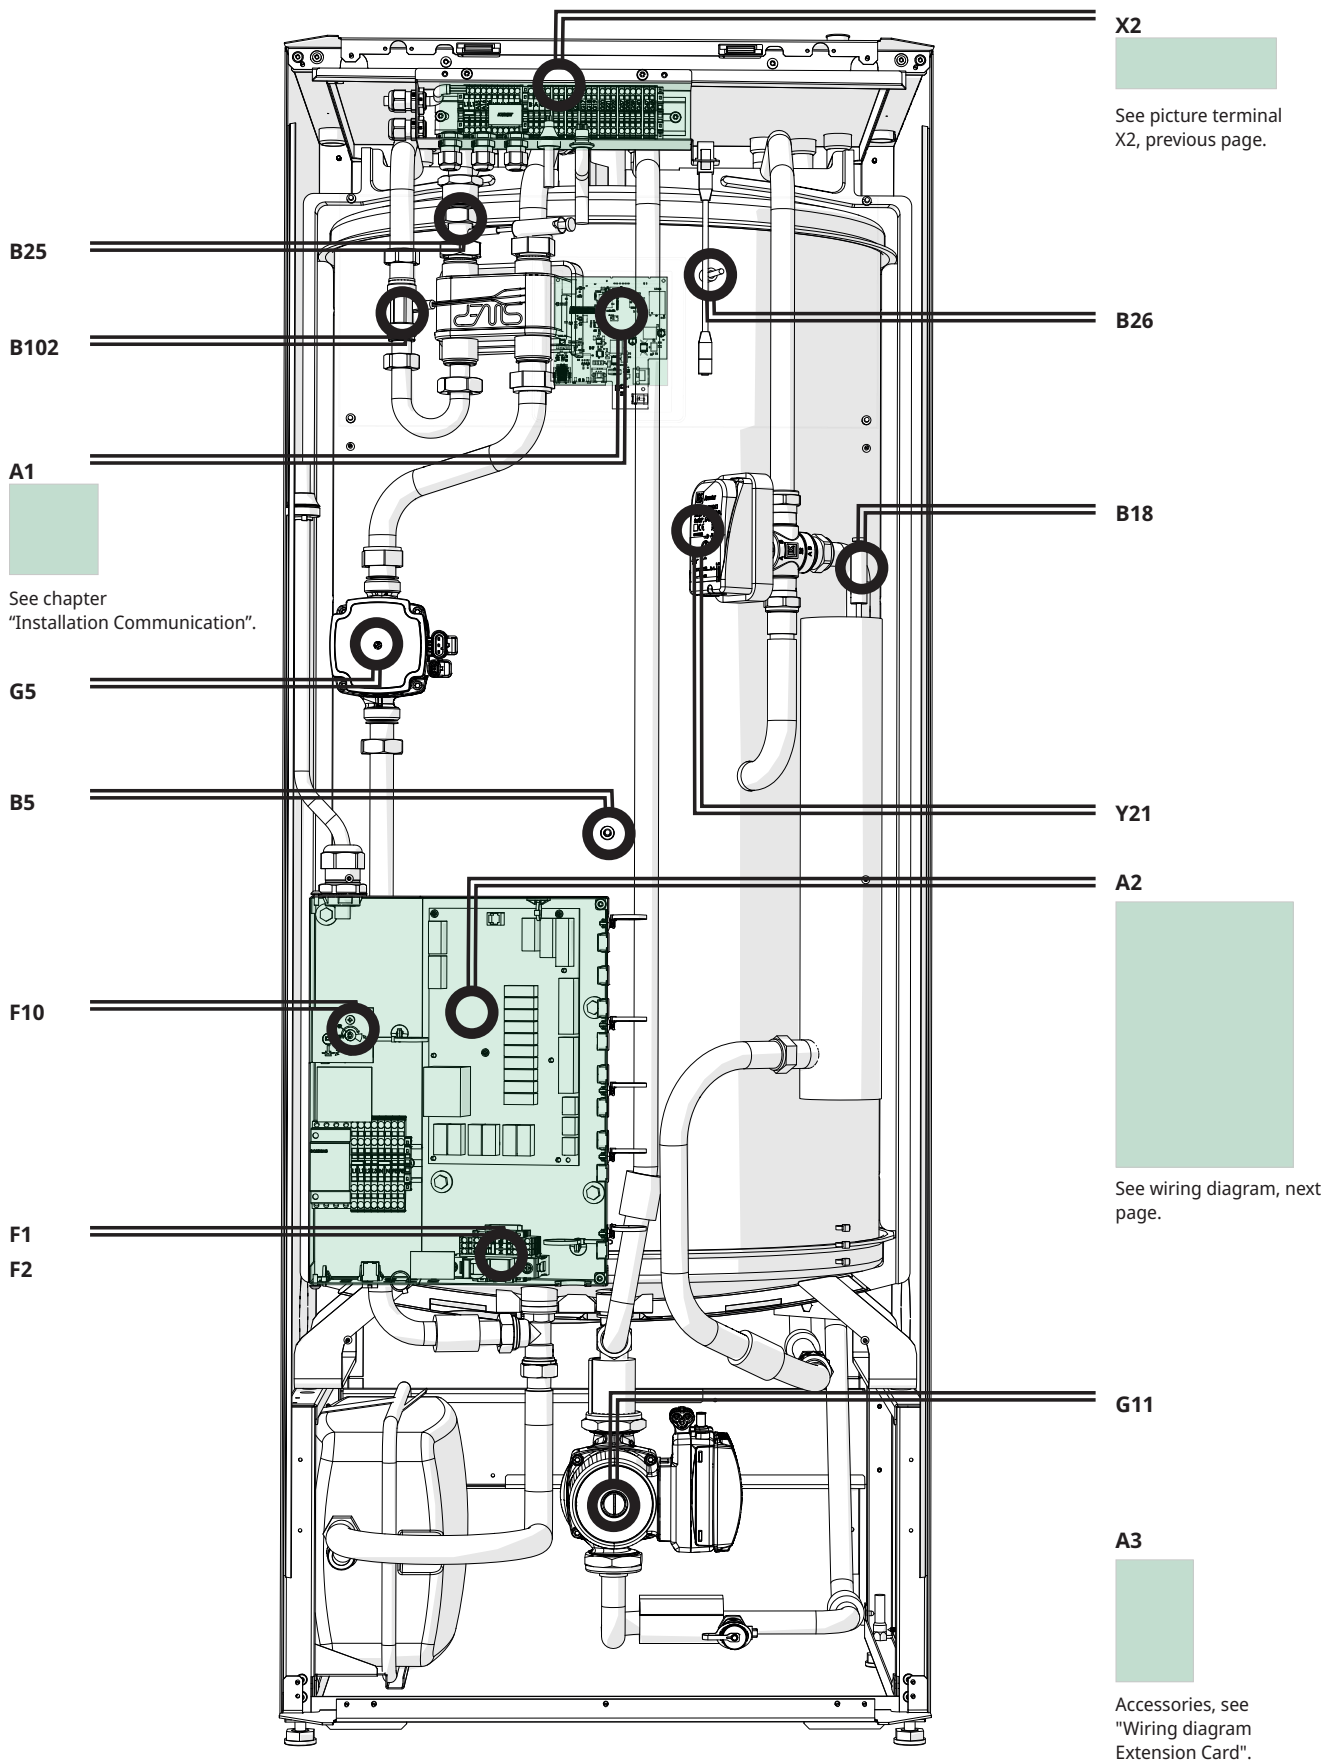 X2
See picture terminal
X2, previous page.
B25
B26
B102
A1
See chapter
“Installation Communication”.
B18
G5
B5
Y21
A2
F10
See wiring diagram, next
page.
F1
F2
G11
A3
Accessories, see
"Wiring diagram
Extension Card".